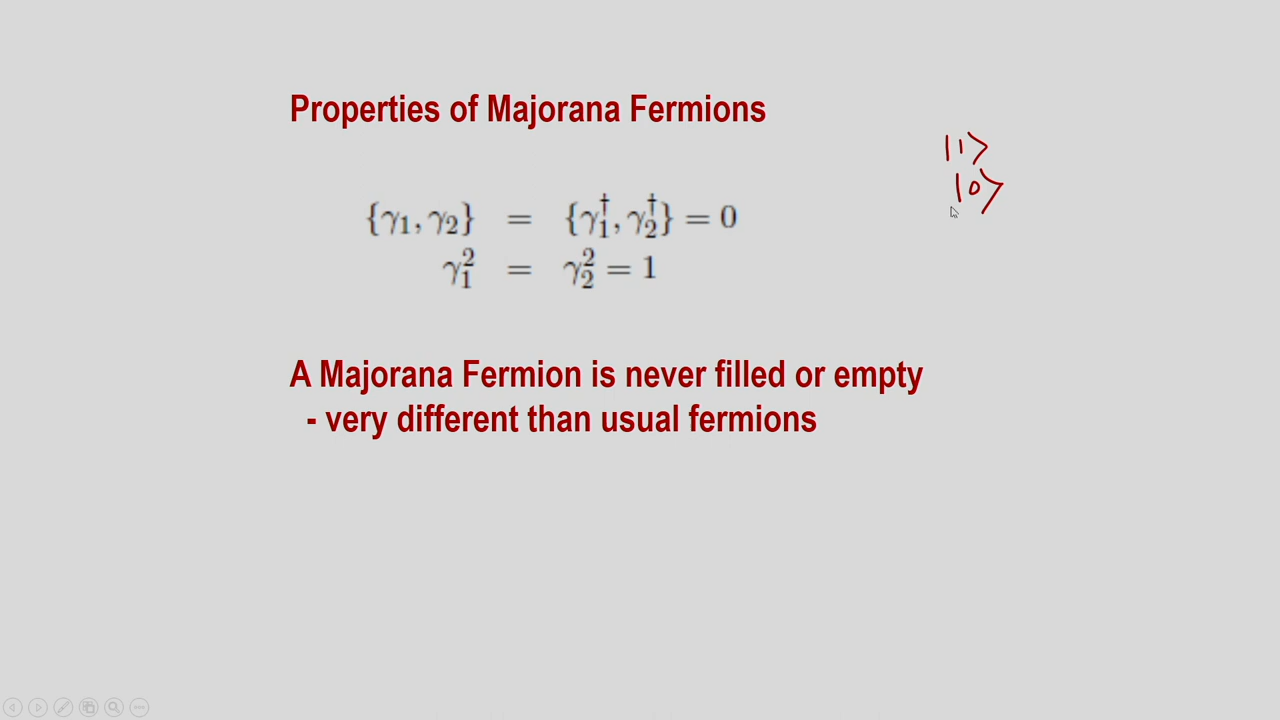 Properties of Majorana Fermions
|1⟩
|0⟩
{γ₁, γ₂} = {γ₁†, γ₂†} = 0
γ₁² = γ₂² = 1
A Majorana Fermion is never filled or empty
- very different than usual fermions